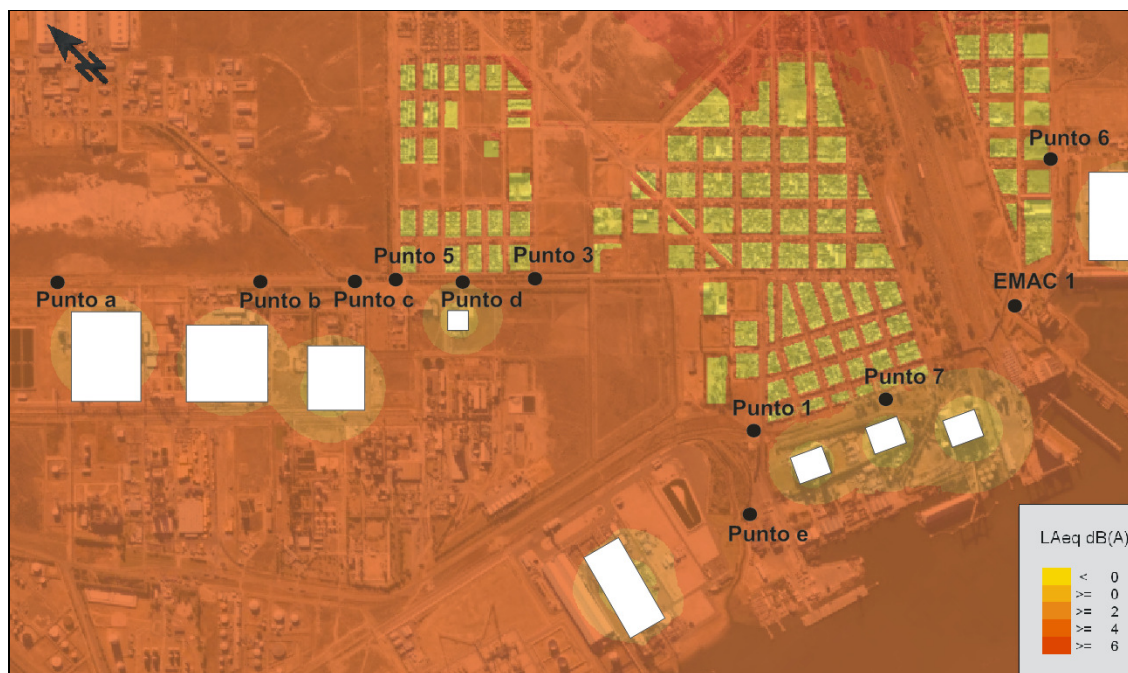 N
Punto 6
Punto 5
Punto 3
Punto a
Punto b
Punto c
Punto d
EMAC 1
Punto 7
Punto 1
Punto e
LAeq dB(A)
< 0
>= 0
>= 2
>= 4
>= 6